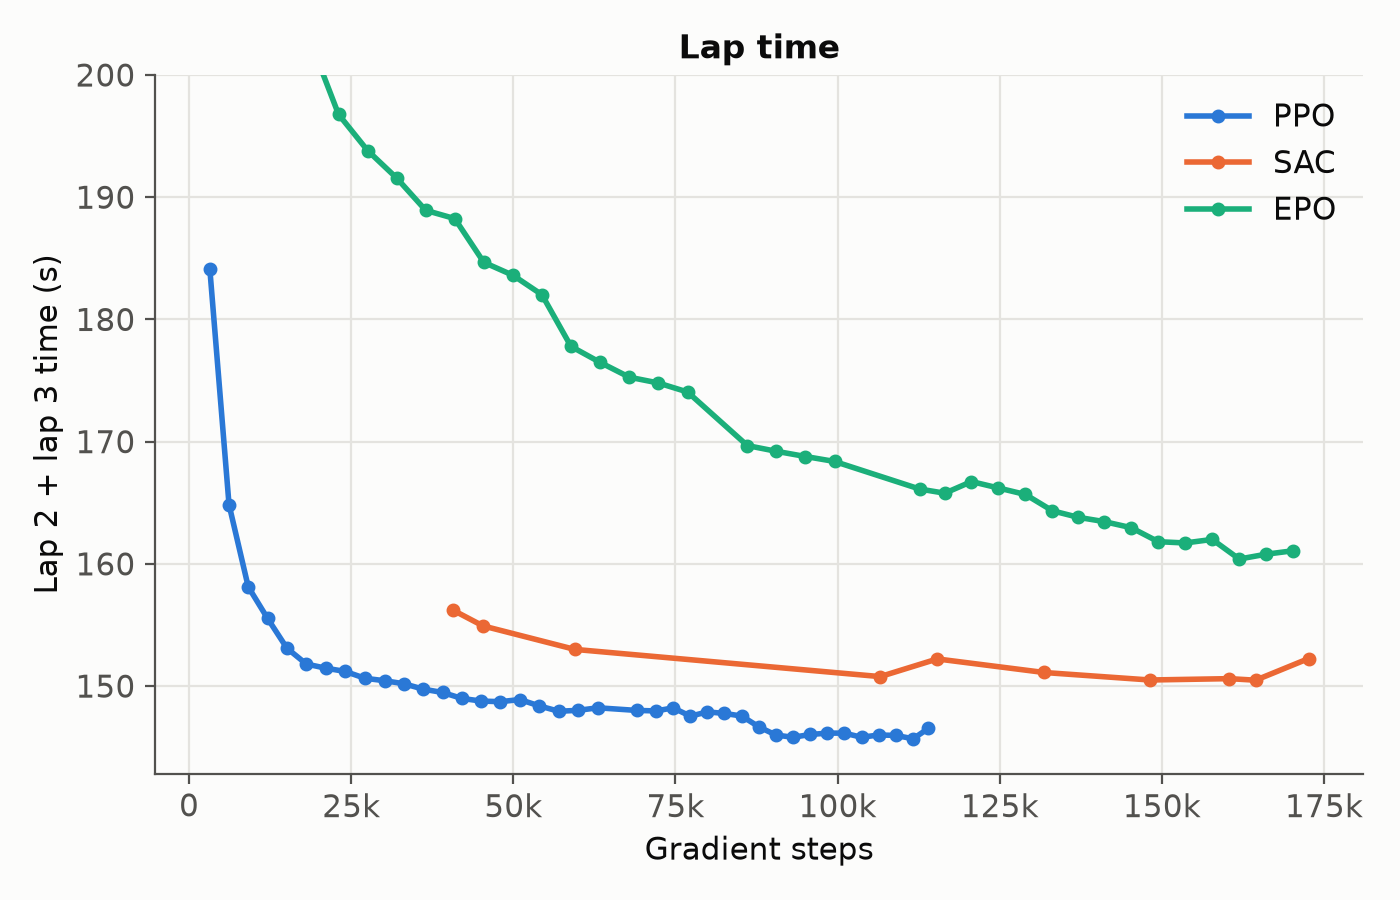 Lap time
200
190
180
170
160
150
Lap 2 + lap 3 time (s)
PPO
SAC
EPO
0 25k 50k 75k 100k 125k 150k 175k
Gradient steps